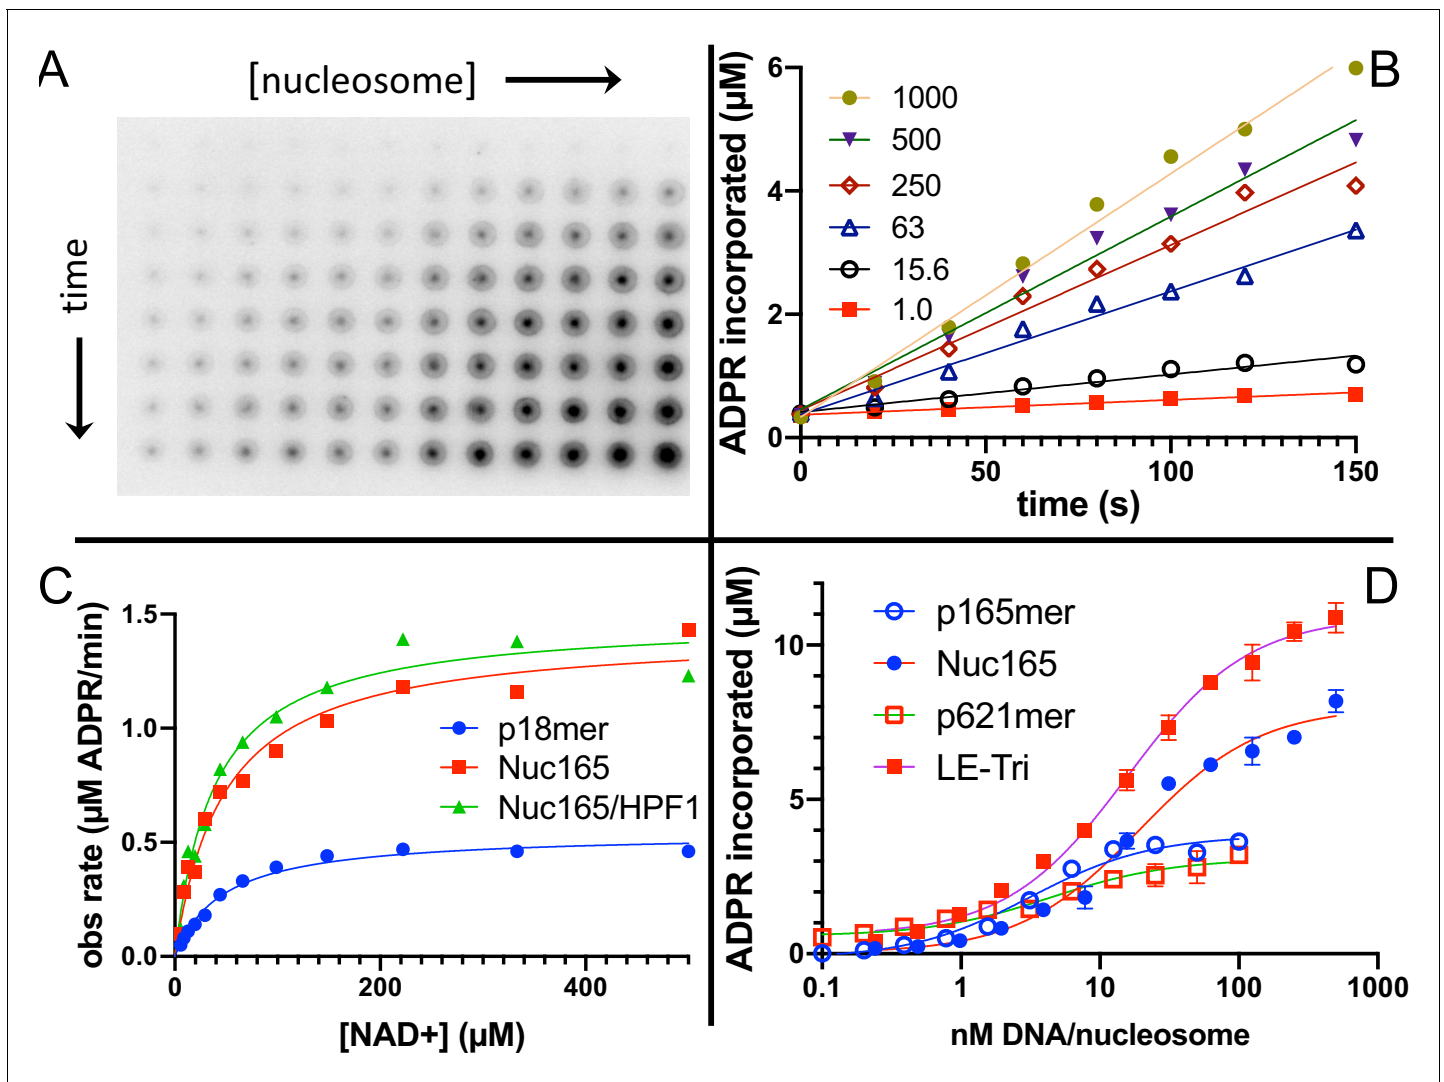 A
[nucleosome]
time
B
ADPR incorporated (µM)
6
4
2
0
1000
500
250
63
15.6
1.0
0
50
100
150
time (s)
C
obs rate (µM ADPR/min)
1.5
1.0
0.5
0.0
p18mer
Nuc165
Nuc165/HPF1
0
200
400
[NAD+] (µM)
D
ADPR incorporated (µM)
10
5
0
p165mer
Nuc165
p621mer
LE-Tri
0.1
1
10
100
1000
nM DNA/nucleosome